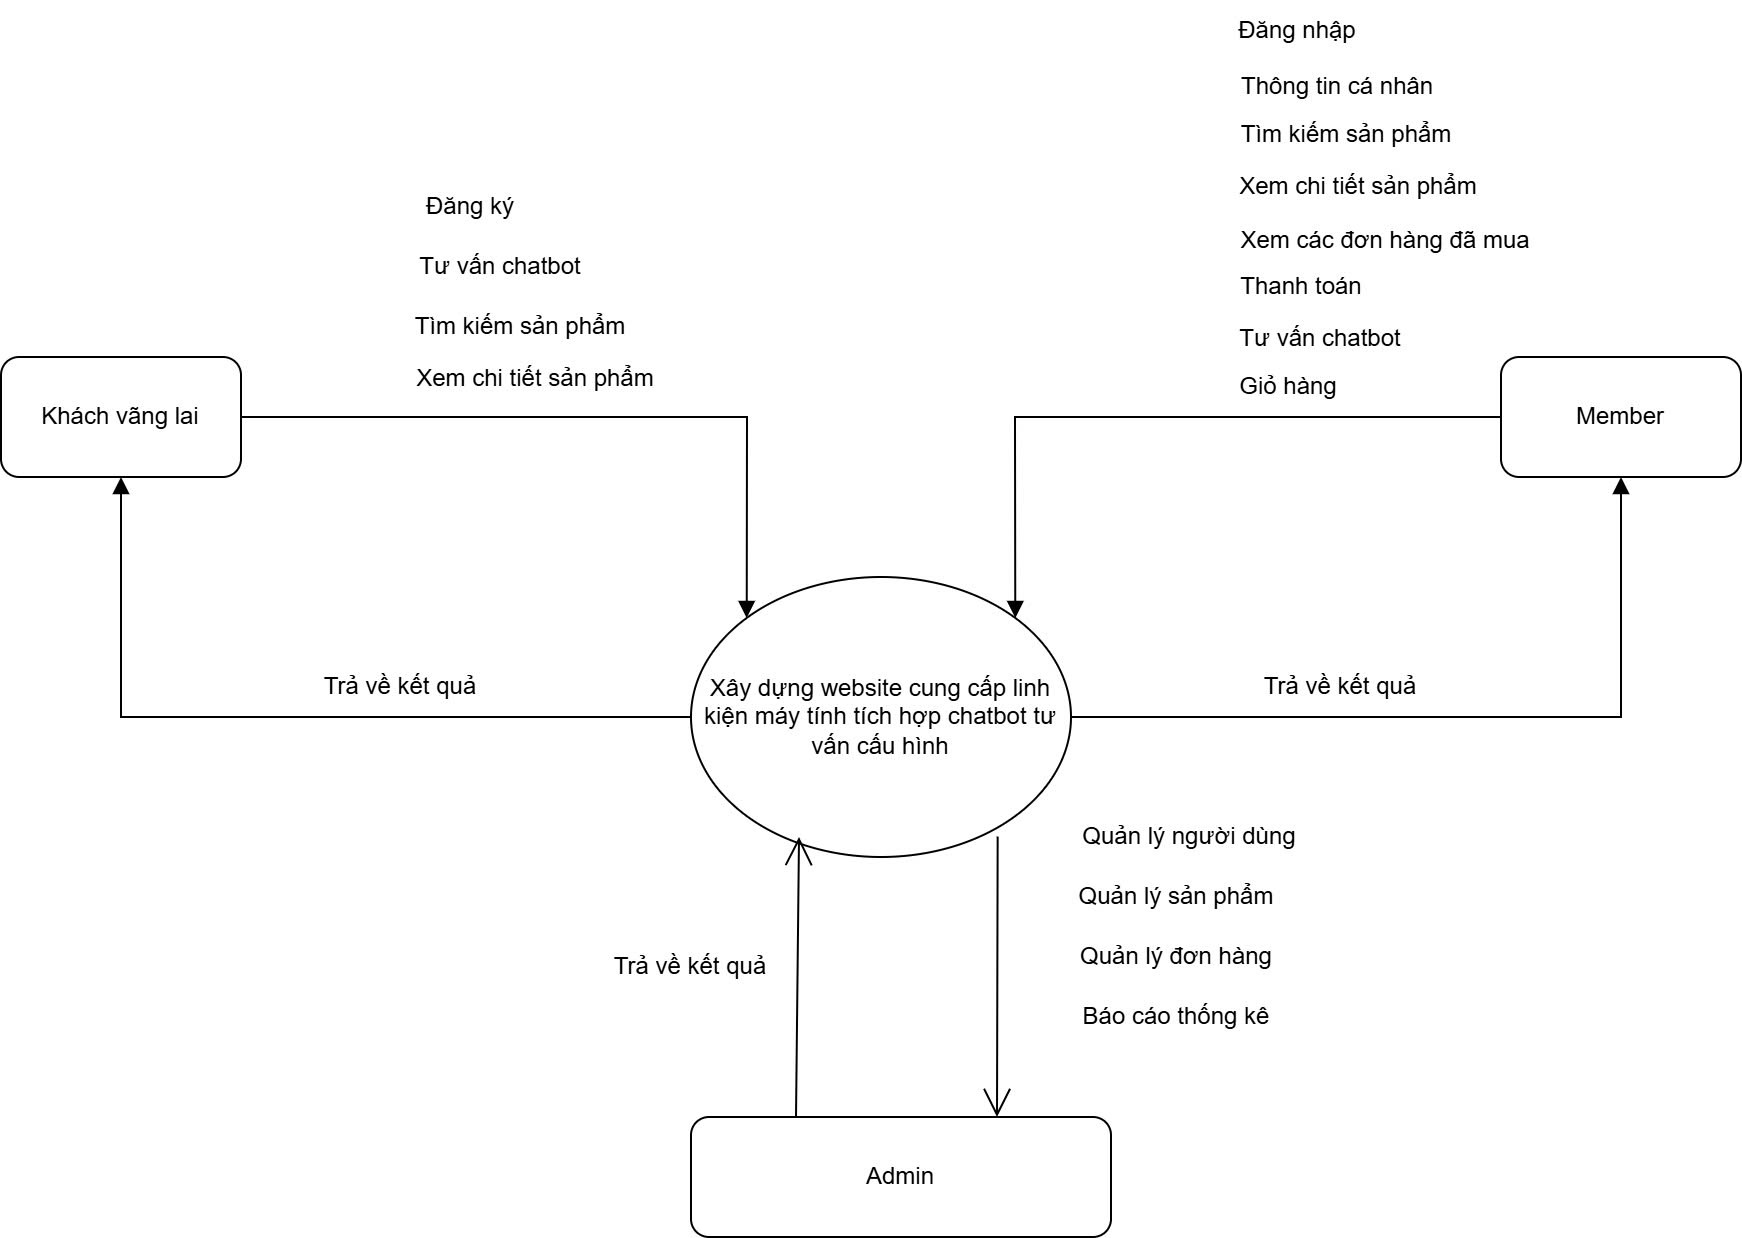 Đăng nhập
Thông tin cá nhân
Tìm kiếm sản phẩm
Xem chi tiết sản phẩm
Xem các đơn hàng đã mua
Thanh toán
Tư vấn chatbot
Giỏ hàng
Đăng ký
Tư vấn chatbot
Tìm kiếm sản phẩm
Xem chi tiết sản phẩm
Khách vãng lai
Member
Trả về kết quả
Xây dựng website cung cấp linh
kiện máy tính tích hợp chatbot tư
vấn cấu hình
Trả về kết quả
Quản lý người dùng
Quản lý sản phẩm
Quản lý đơn hàng
Báo cáo thống kê
Trả về kết quả
Admin